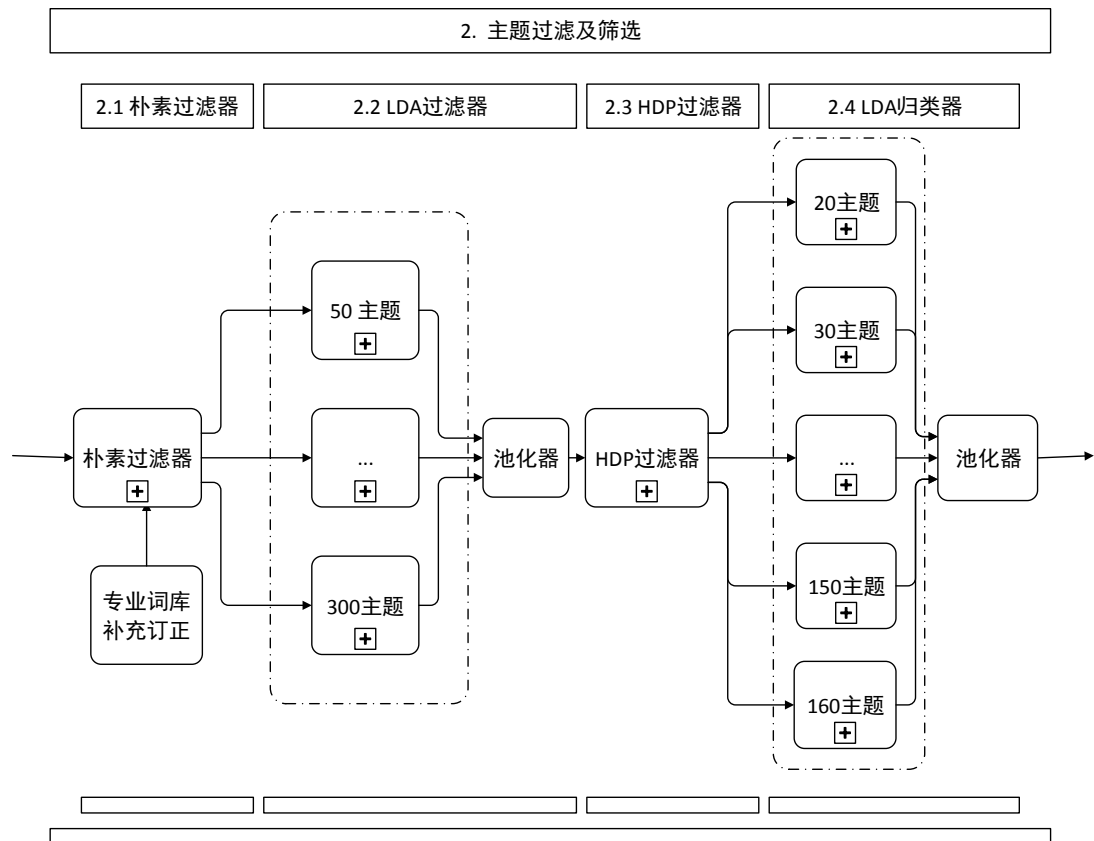 2. 主题过滤及筛选
2.1 朴素过滤器
2.2 LDA过滤器
2.3 HDP过滤器
2.4 LDA归类器
朴素过滤器
专业词库
补充订正
50 主题
...
300主题
池化器
HDP过滤器
20主题
30主题
...
150主题
160主题
池化器